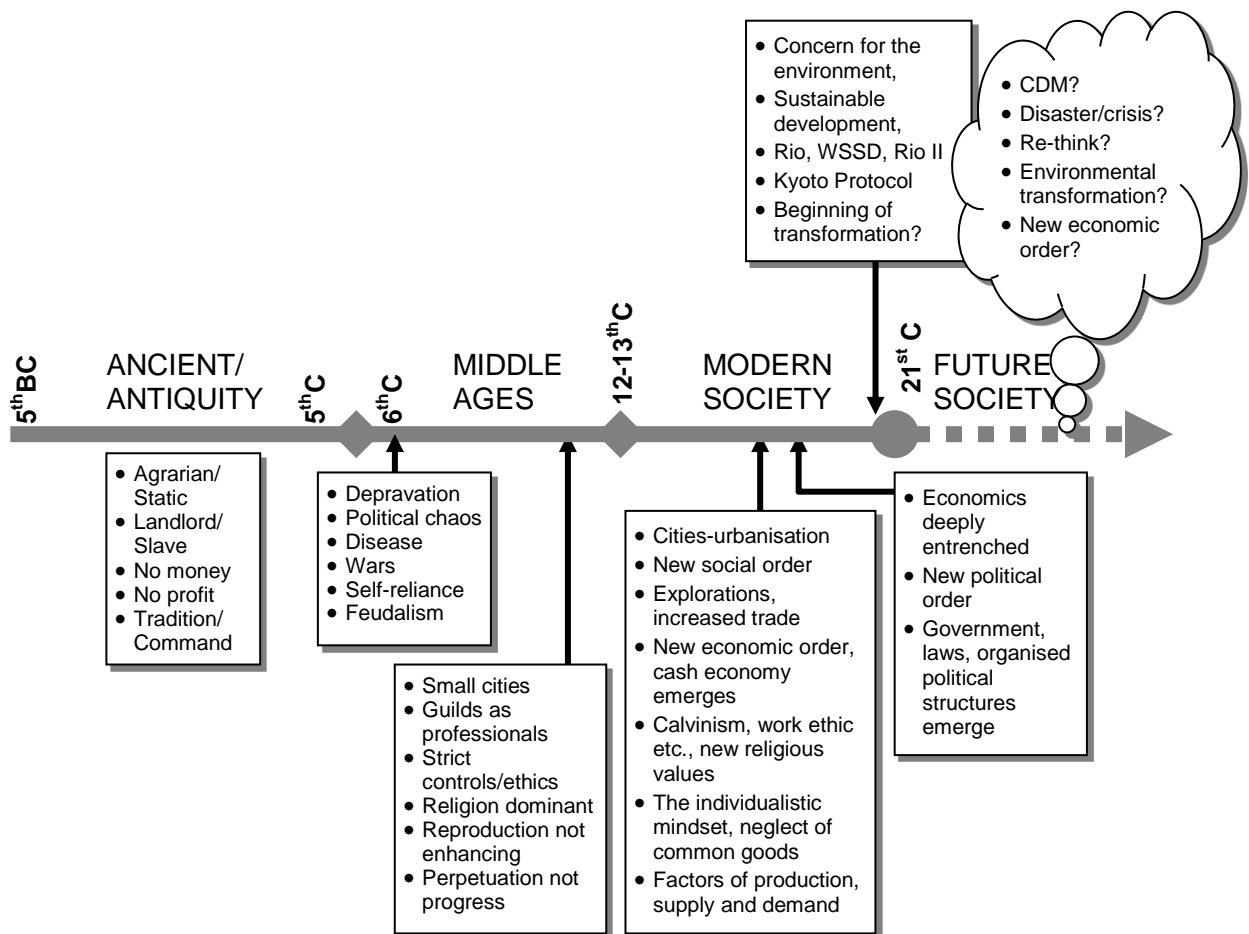 • Concern for the
environment,
• Sustainable
development,
• Rio, WSSD, Rio II
• Kyoto Protocol
• Beginning of
transformation?
• CDM?
• Disaster/crisis?
• Re-think?
• Environmental
transformation?
• New economic
order?
5thBC
ANCIENT/
ANTIQUITY
5thC
6thC
MIDDLE
AGES
12-13thC
MODERN
SOCIETY
21st C
FUTURE
SOCIETY
• Agrarian/
Static
• Landlord/
Slave
• No money
• No profit
• Tradition/
Command
• Depravation
• Political chaos
• Disease
• Wars
• Self-reliance
• Feudalism
• Small cities
• Guilds as
professionals
• Strict
controls/ethics
• Religion dominant
• Reproduction not
enhancing
• Perpetuation not
progress
• Cities-urbanisation
• New social order
• Explorations,
increased trade
• New economic order,
cash economy
emerges
• Calvinism, work ethic
etc., new religious
values
• The individualistic
mindset, neglect of
common goods
• Factors of production,
supply and demand
• Economics
deeply
entrenched
• New political
order
• Government,
laws, organised
political
structures
emerge